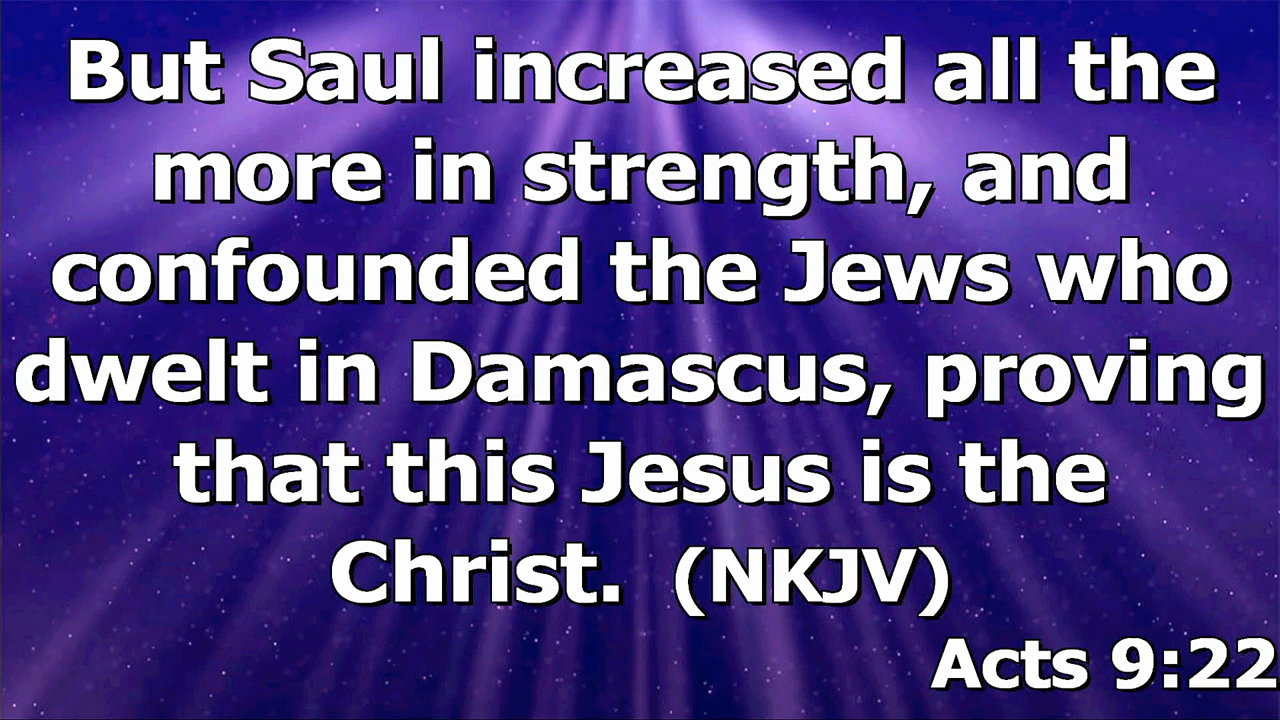 But Saul increased all the
more in strength, and
confounded the Jews who
dwelt in Damascus, proving
that this Jesus is the
Christ.  (NKJV)
Acts 9:22